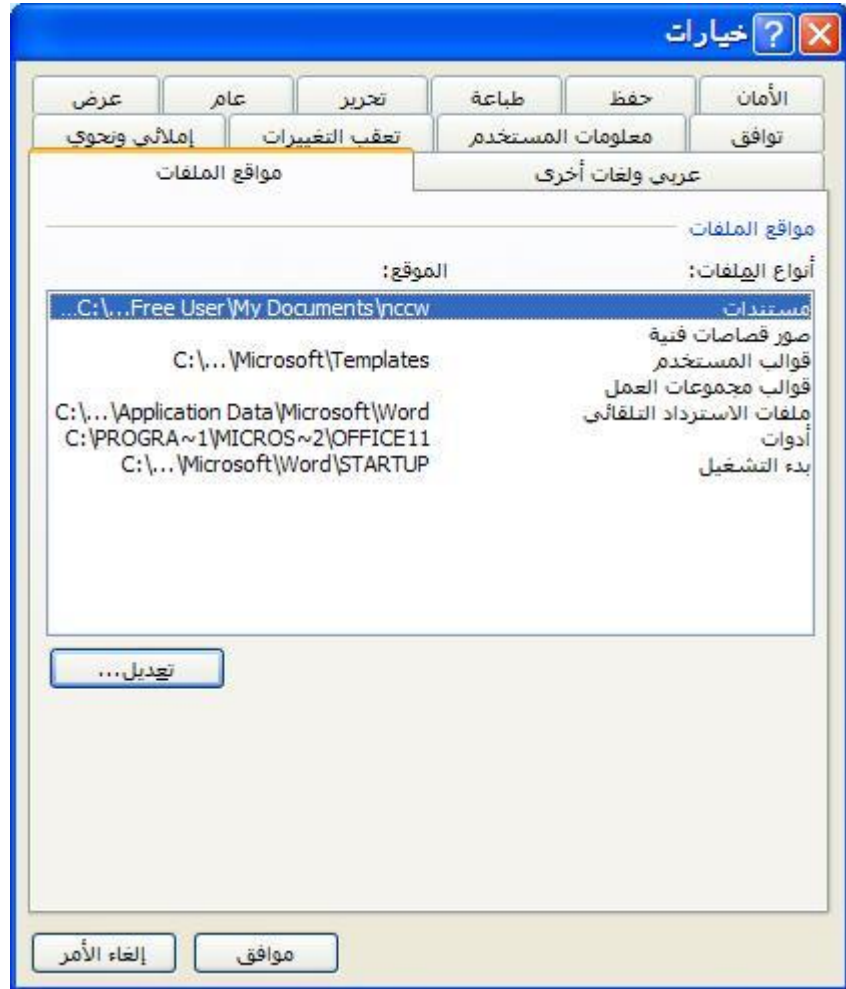 خيارات
الأمان حفظ طباعة تحرير عام عرض
توافق معلومات المستخدم تعقب التغييرات إملائي ونحوي
عربي ولغات أخرى مواقع الملفات
مواقع الملفات
أنواع الملفات: الموقع:
مستندات C:\...Free User\My Documents\nccw...
صور قصاصات فنية
قوالب المستخدم C:\...\Microsoft\Templates
قوالب مجموعات العمل
ملفات الاسترداد التلقائي C:\...\Application Data\Microsoft\Word
أدوات C:\PROGRA~1\MICROS~2\OFFICE11
بدء التشغيل C:\...\Microsoft\Word\STARTUP
تعديل...
موافق إلغاء الأمر